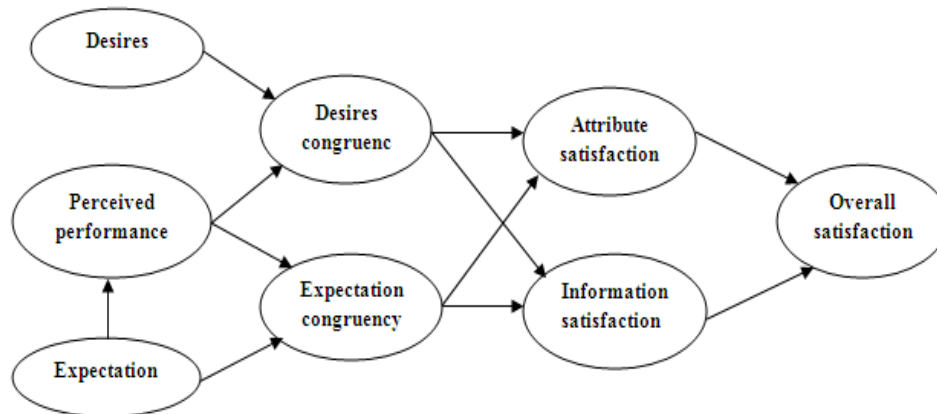 Desires
Desires
congruenc
Attribute
satisfaction
Perceived
performance
Overall
satisfaction
Expectation
congruency
Information
satisfaction
Expectation